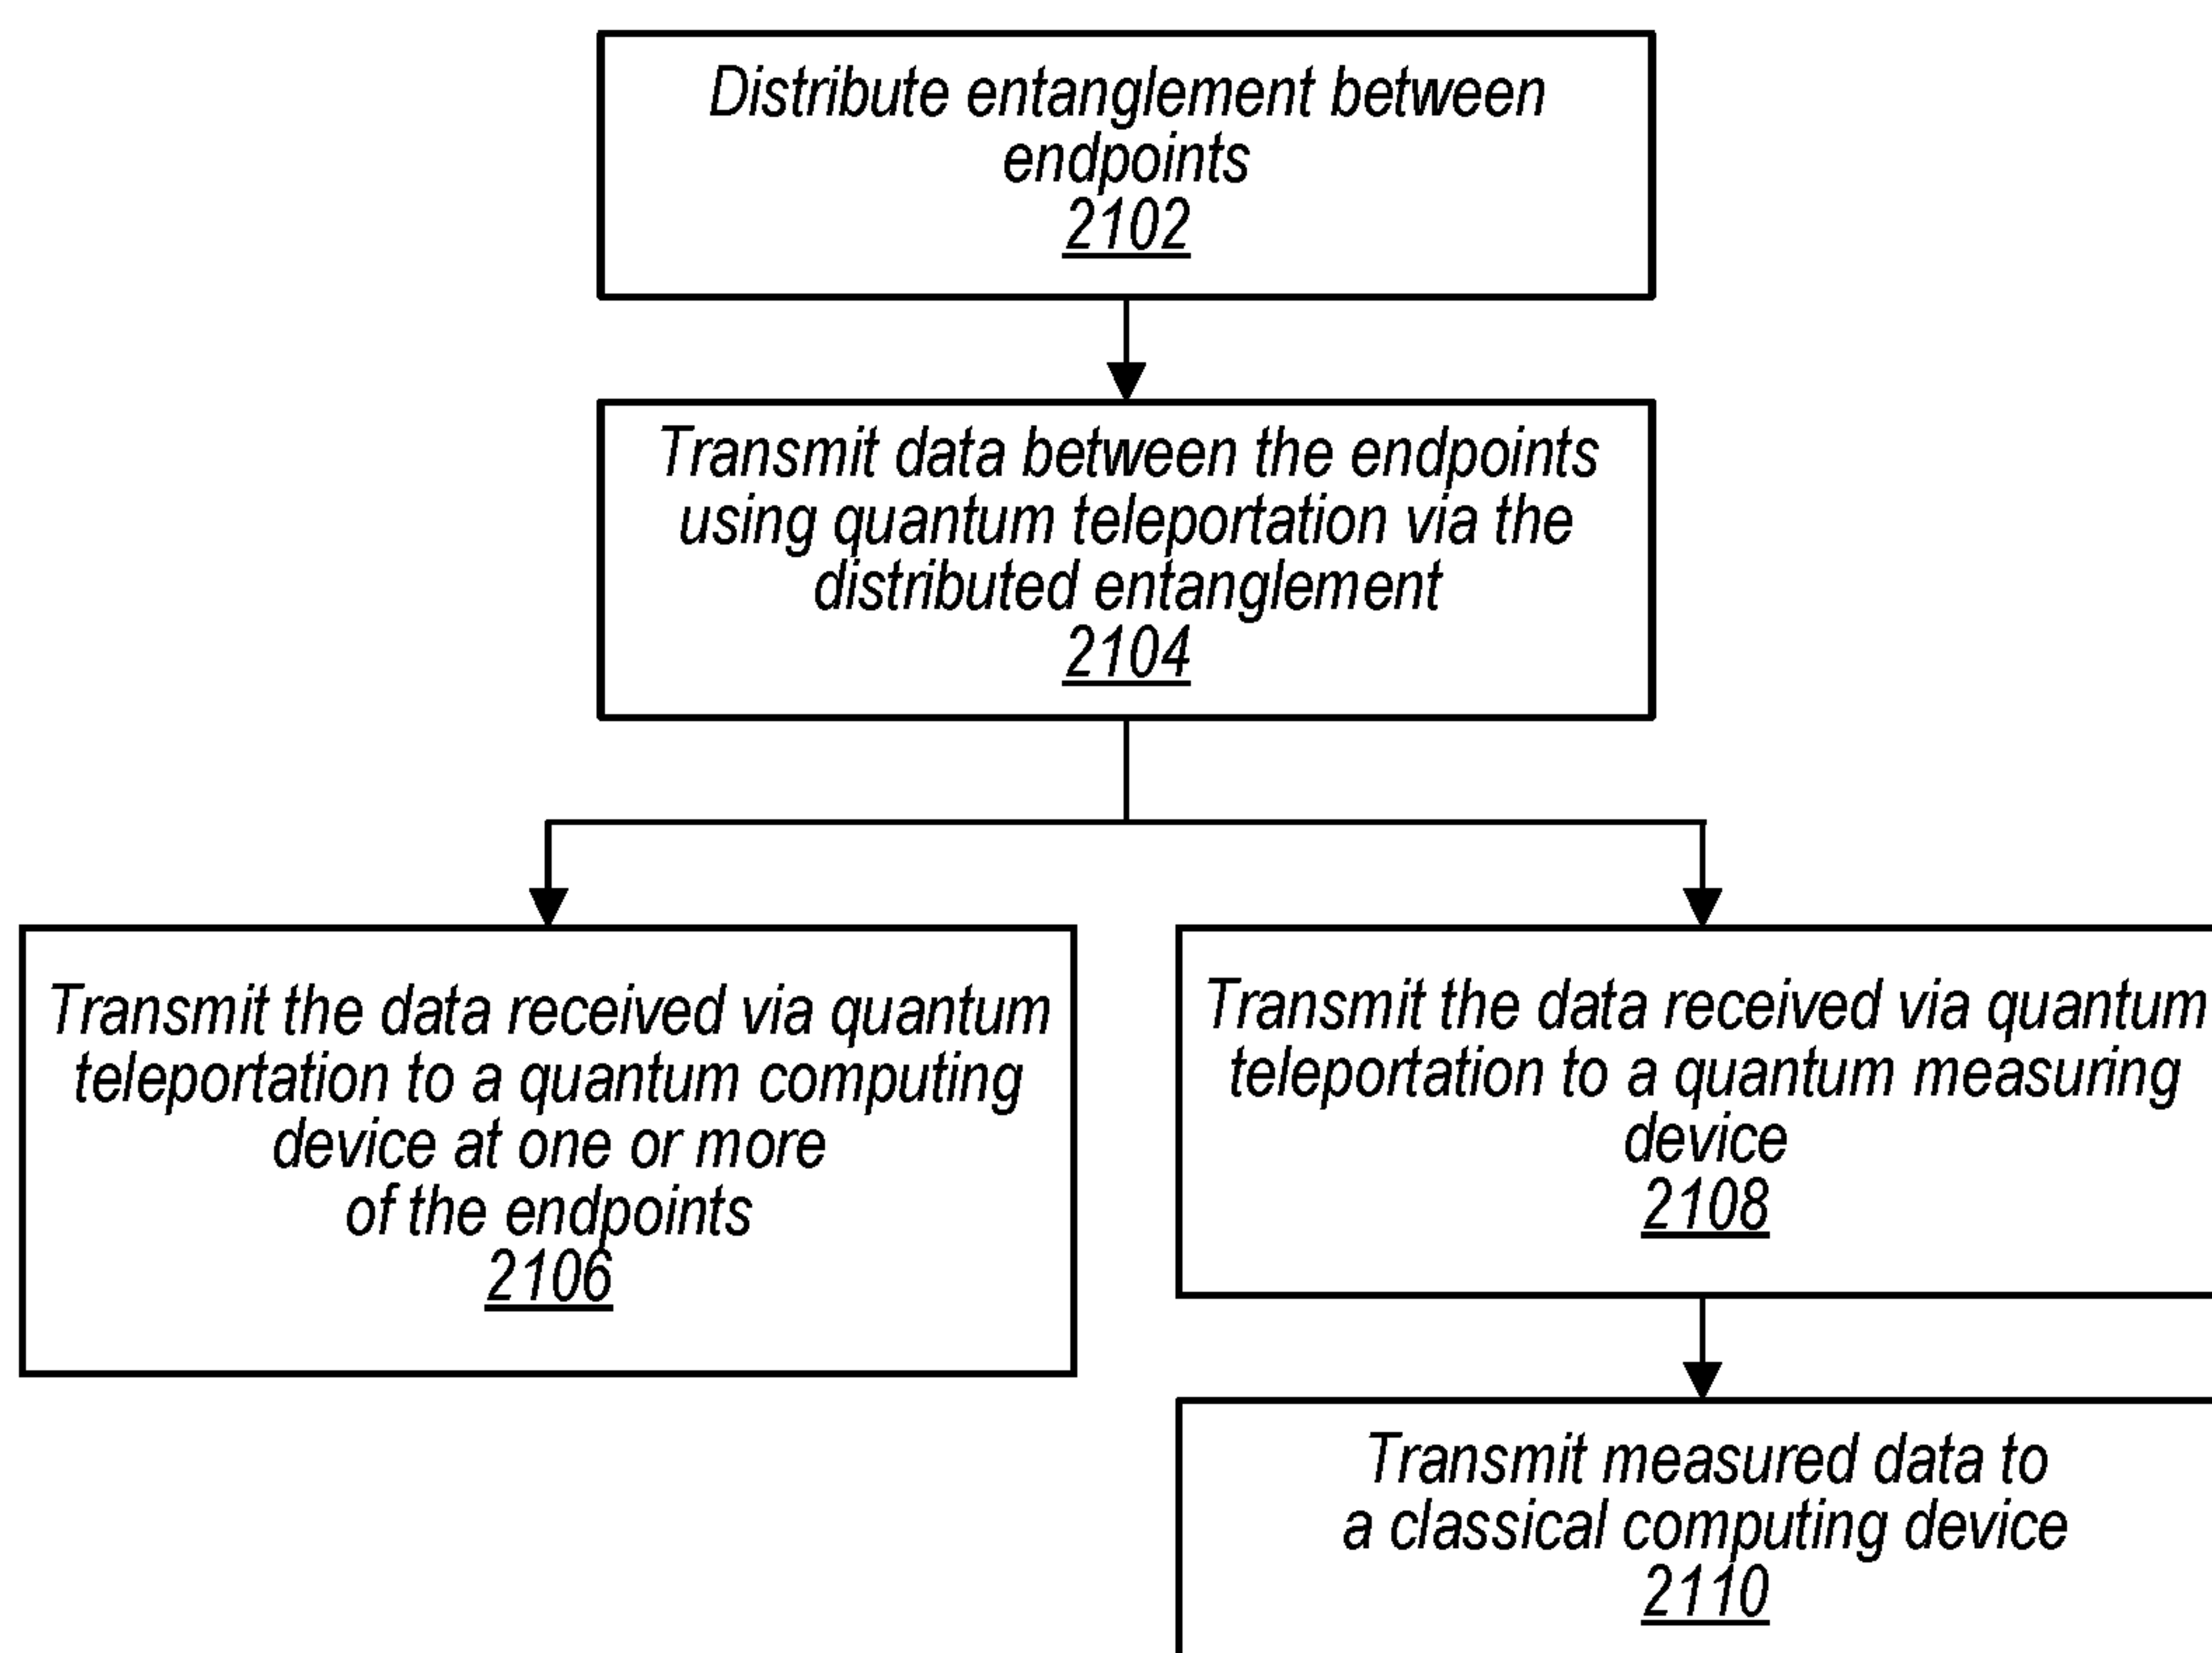 Distribute entanglement between
endpoints
2102
Transmit data between the endpoints
using quantum teleportation via the
distributed entanglement
2104
Transmit the data received via quantum
teleportation to a quantum computing
device at one or more
of the endpoints
2106
Transmit the data received via quantum
teleportation to a quantum measuring
device
2108
Transmit measured data to
a classical computing device
2110